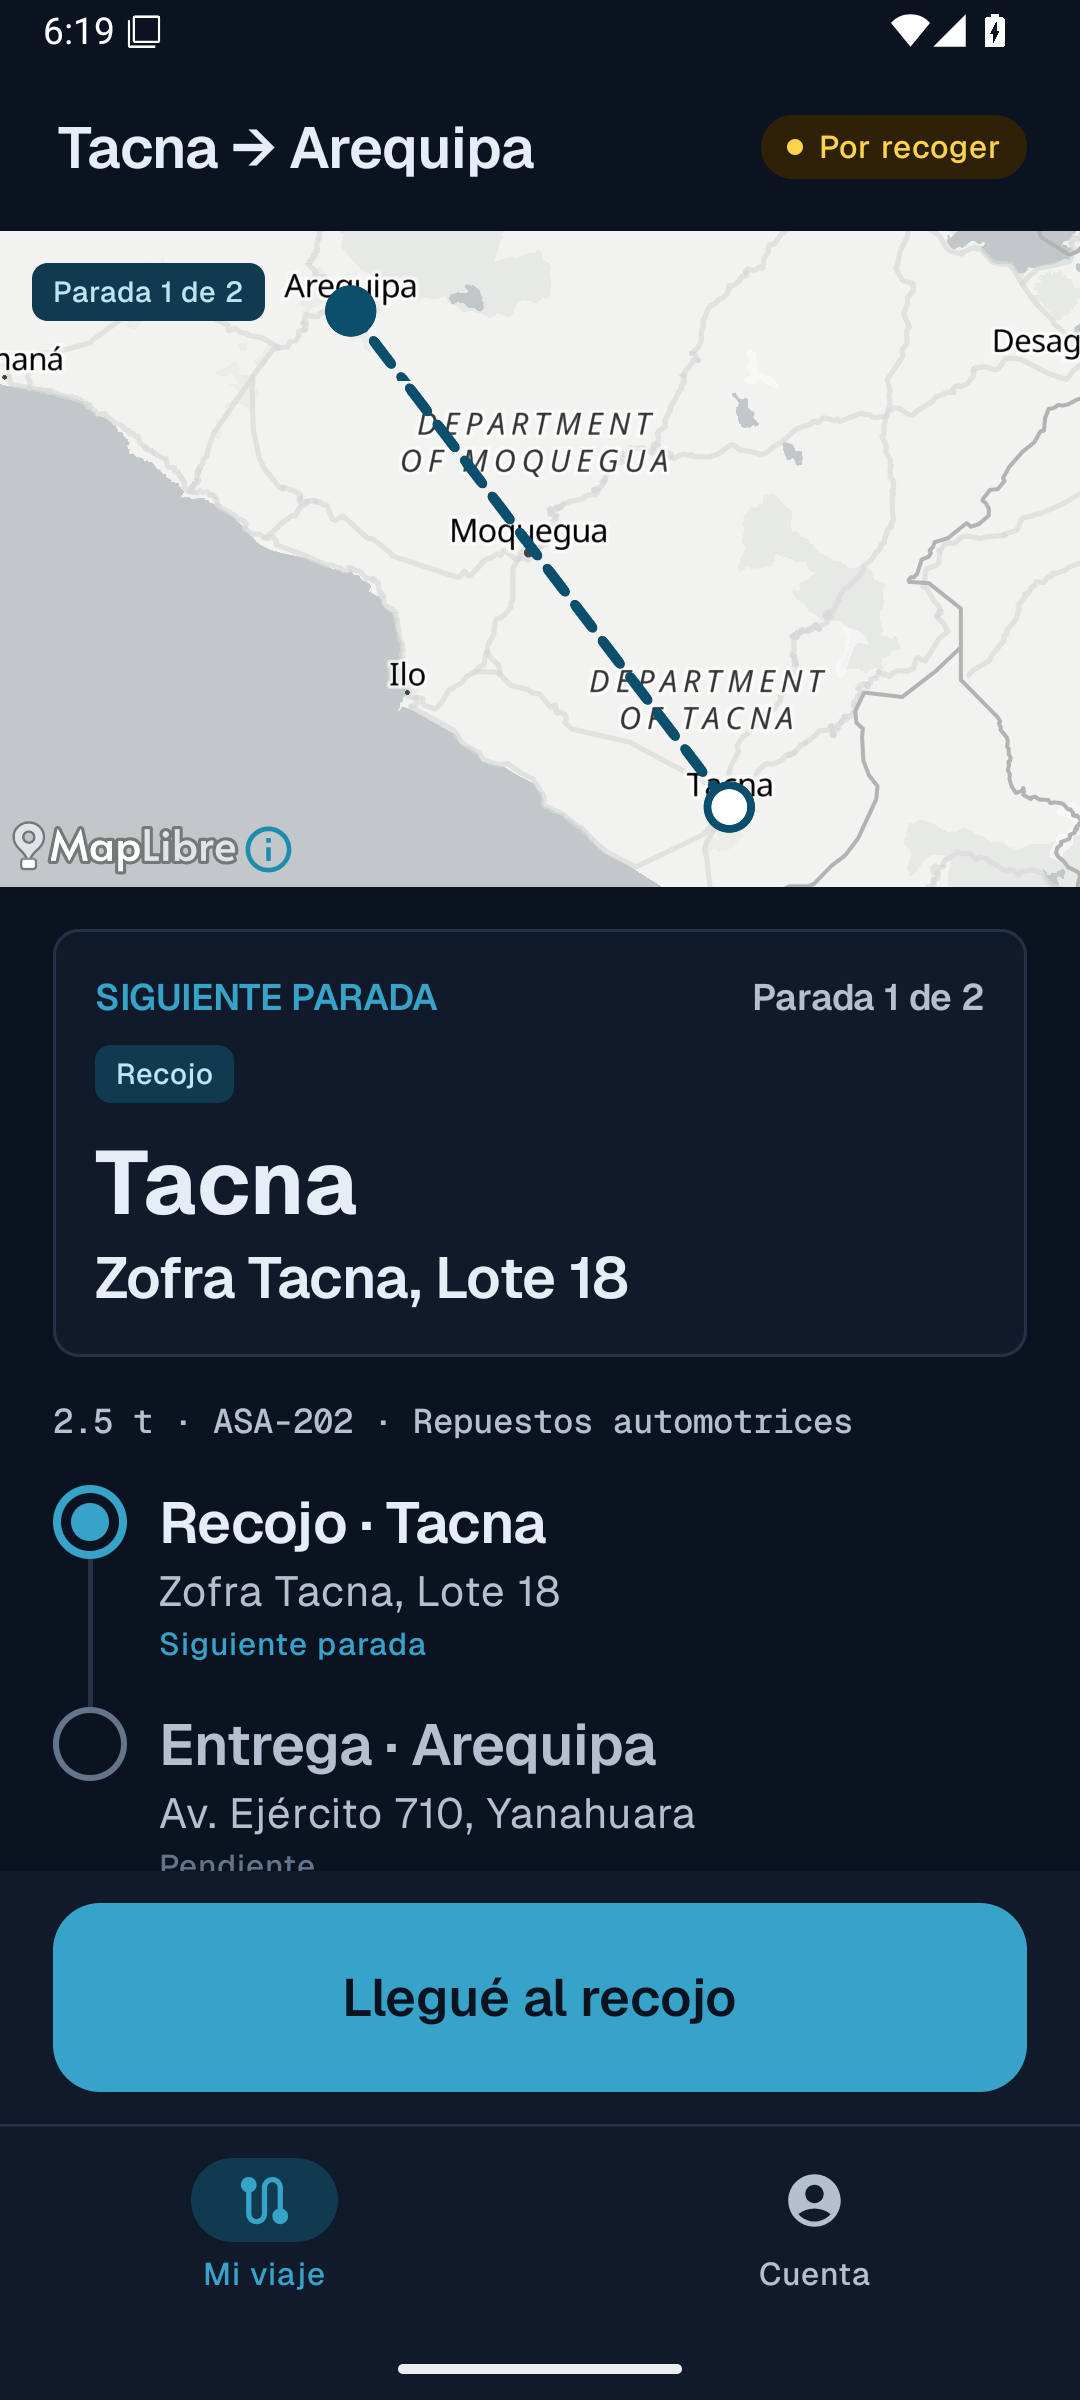 6:19
Tacna → Arequipa
Por recoger
Parada 1 de 2
Arequipa
naná
Desag
DEPARTMENT
OF MOQUEGUA
Moquegua
Ilo
DEPARTMENT
OF TACNA
Tacna
MapLibre
SIGUIENTE PARADA
Parada 1 de 2
Recojo
Tacna
Zofra Tacna, Lote 18
2.5 t · ASA-202 · Repuestos automotrices
Recojo · Tacna
Zofra Tacna, Lote 18
Siguiente parada
Entrega · Arequipa
Av. Ejército 710, Yanahuara
Pendiente
Llegué al recojo
Mi viaje
Cuenta